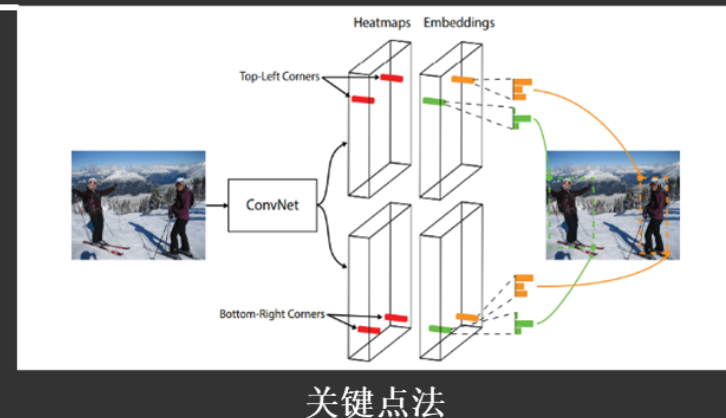 Heatmaps Embeddings
Top-Left Corners
ConvNet
Bottom-Right Corners
关键点法